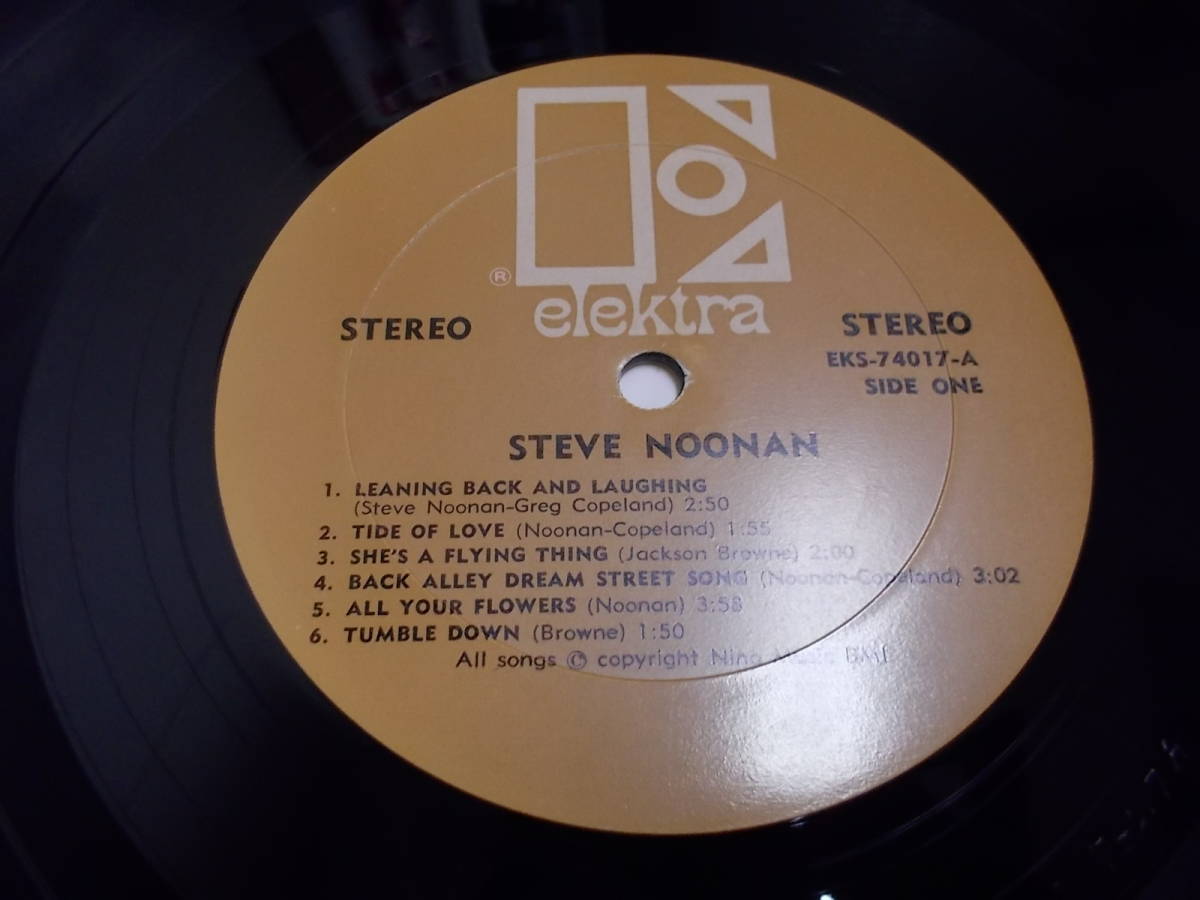 elektra
®
STEREO
STEREO
EKS-74017-A
SIDE ONE
STEVE NOONAN
1. LEANING BACK AND LAUGHING
(Steve Noonan-Greg Copeland) 2:50
2. TIDE OF LOVE (Noonan-Copeland) 1:55
3. SHE'S A FLYING THING (Jackson Browne) 2:00
4. BACK ALLEY DREAM STREET SONG (Noonan-Copeland) 3:02
5. ALL YOUR FLOWERS (Noonan) 3:58
6. TUMBLE DOWN (Browne) 1:50
All songs © copyright Nina Music BMI